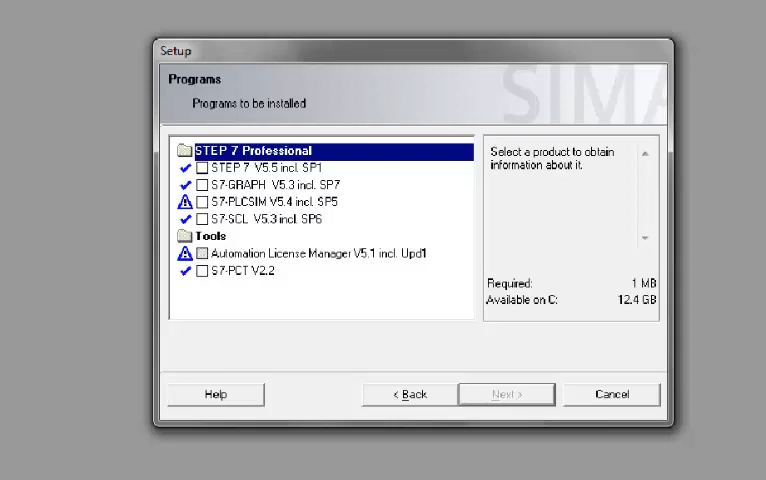 Setup
SIMA
Programs
Programs to be installed
STEP 7 Professional
STEP 7 V5.5 incl. SP1
S7-GRAPH V5.3 incl. SP7
S7-PLCSIM V5.4 incl. SP5
S7-SCL V5.3 incl. SP6
Tools
Automation License Manager V5.1 incl. Upd1
S7-PCT V2.2
Select a product to obtain
information about it.
Required: 1 MB
Available on C: 12.4 GB
Help
< Back
Next >
Cancel